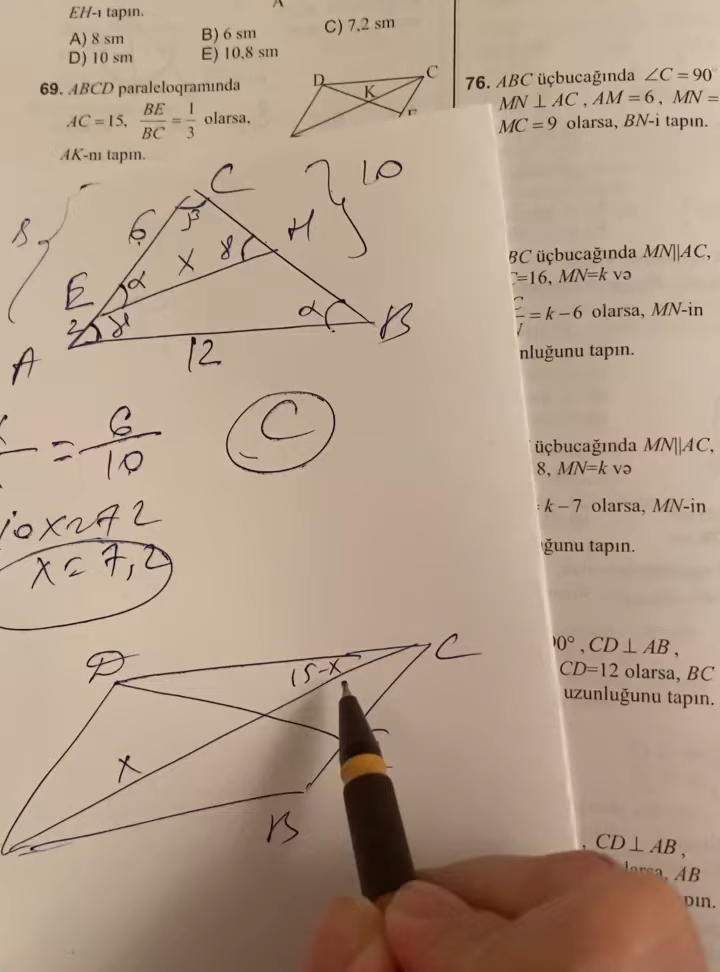 EH-ı tapın.
A) 8 sm
B) 6 sm
C) 7,2 sm
D) 10 sm
E) 10,8 sm
69. ABCD paraleloqramında
AC = 15, BE/BC = 1/3 olarsa,
AK-nı tapın.
D
C
K
76. ABC üçbucağında ∠C = 90°
MN ⊥ AC, AM = 6, MN =
MC = 9 olarsa, BN-i tapın.
BC üçbucağında MN||AC,
=16, MN=k və
= k – 6 olarsa, MN-in
tapın.
üçbucağında MN||AC,
8, MN=k və
k – 7 olarsa, MN-in
tapın.
0°, CD ⊥ AB,
CD=12 olarsa, BC
uzunluğunu tapın.
, CD ⊥ AB,
AB
C
10
6
β
H
8
E
α
x
γ
2
γ
α
B
A
12
= 6/10
C
10x=72
x = 7,2
D
C
15-x
x
B